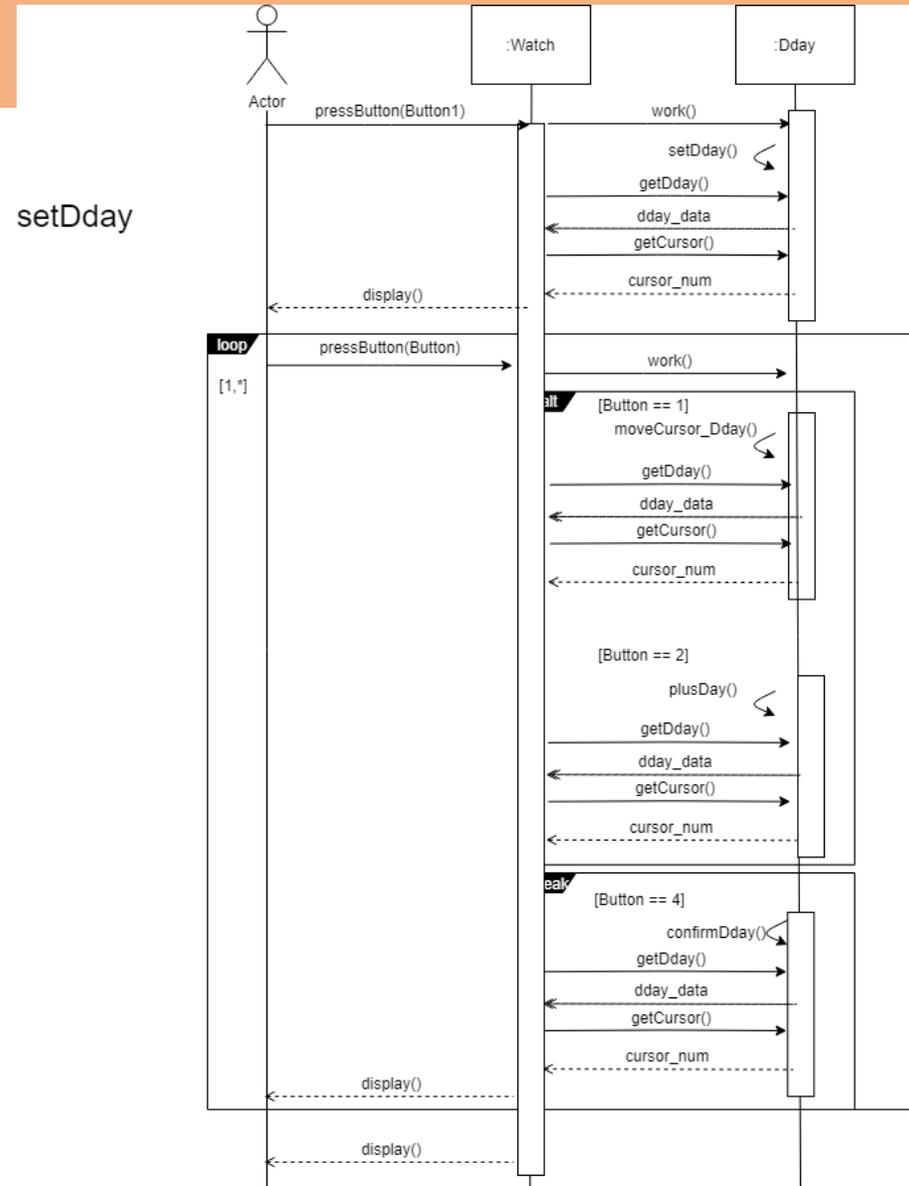 :Watch
:Dday
Actor
pressButton(Button1)
work()
setDday()
getDday()
setDday
dday_data
getCursor()
cursor_num
display()
loop
pressButton(Button)
work()
[1,*]
alt
[Button == 1]
moveCursor_Dday()
getDday()
dday_data
getCursor()
cursor_num
[Button == 2]
plusDay()
getDday()
dday_data
getCursor()
cursor_num
eak
[Button == 4]
confirmDday()
getDday()
dday_data
getCursor()
cursor_num
display()
display()